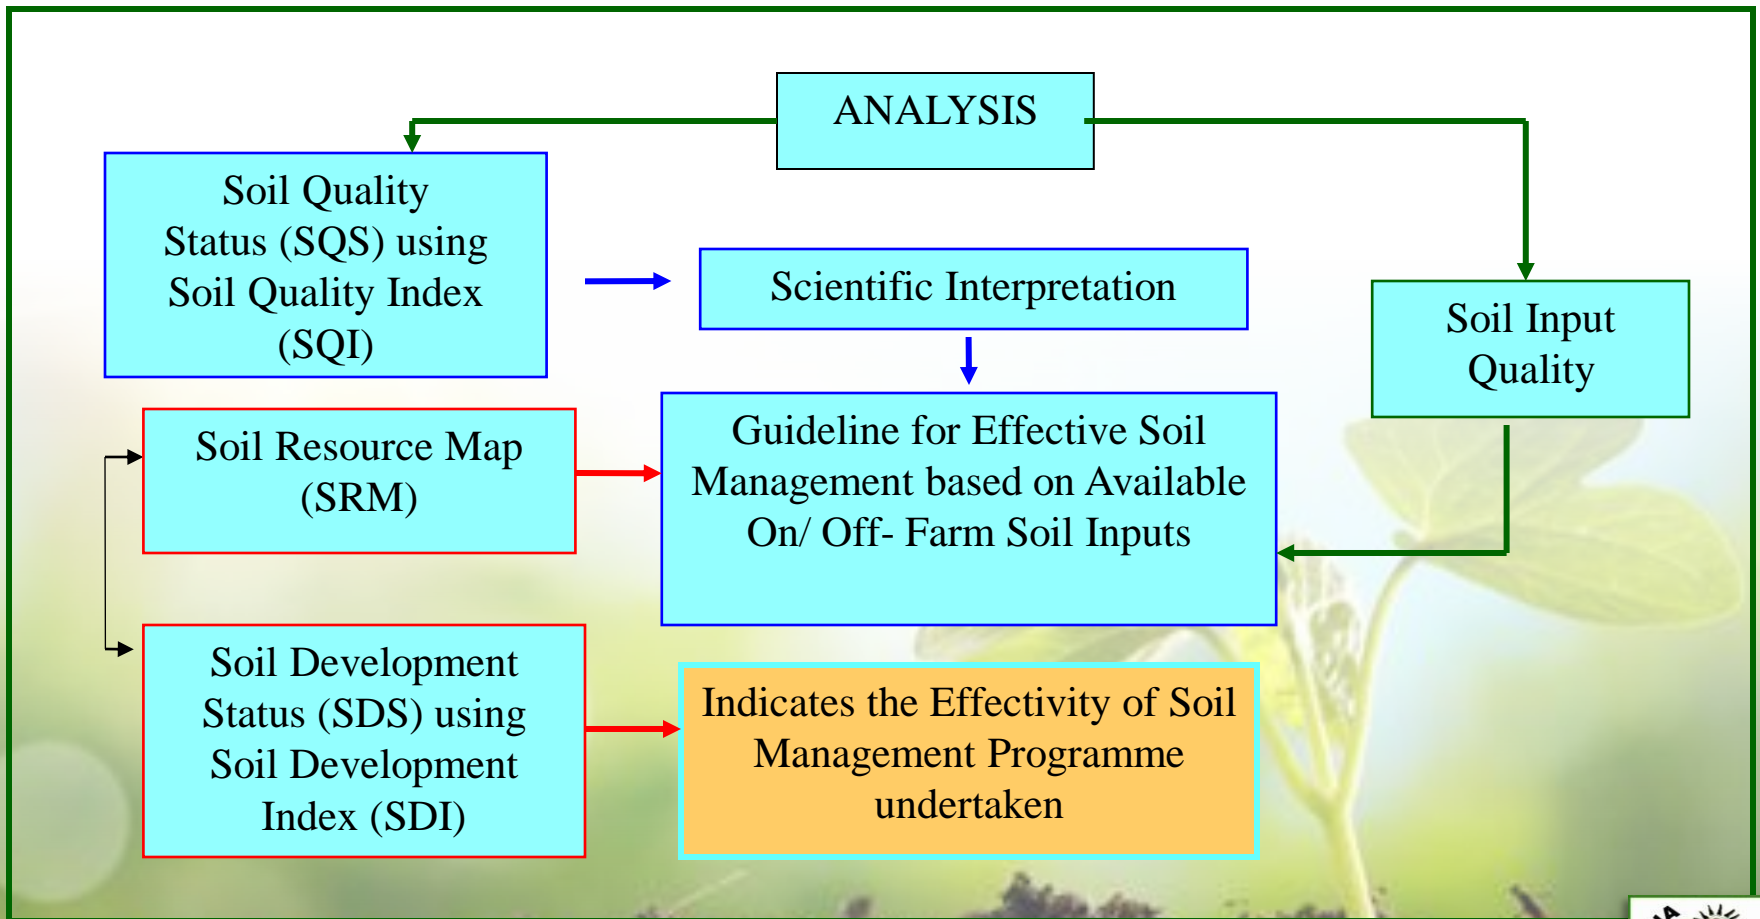 ANALYSIS
Soil Quality
Status (SQS) using
Soil Quality Index
(SQI)
Scientific Interpretation
Soil Input
Quality
Soil Resource Map
(SRM)
Guideline for Effective Soil
Management based on Available
On/ Off- Farm Soil Inputs
Soil Development
Status (SDS) using
Soil Development
Index (SDI)
Indicates the Effectivity of Soil
Management Programme
undertaken